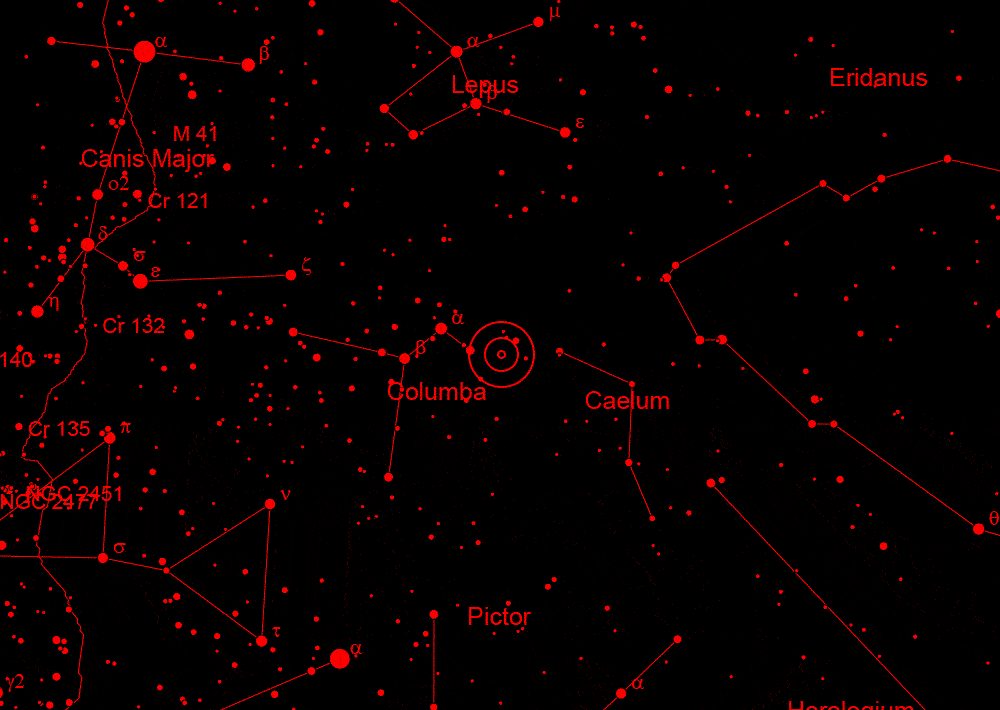 μ
α
α
β
Lepus
Eridanus
β
ε
M 41
Canis Major
ο2
Cr 121
δ
σ
ε
ζ
η
α
Cr 132
β
140
Columba
Caelum
Cr 135
π
NGC 2451
NGC 2477
ν
θ
σ
Pictor
τ
α
γ2
α
Horologium